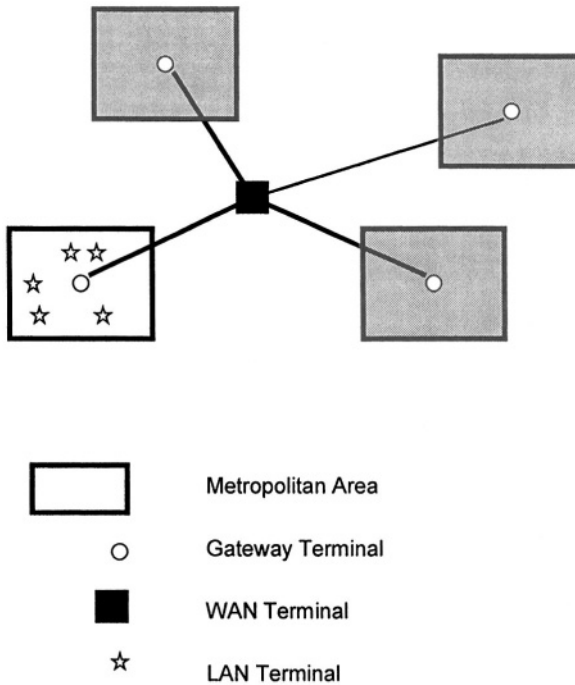 Metropolitan Area
Gateway Terminal
WAN Terminal
LAN Terminal